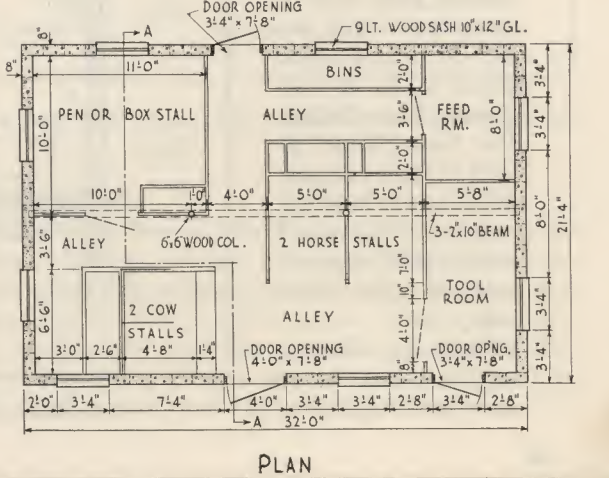 DOOR OPENING
3'-4" x 7'-8"
8"
A
9 LT. WOOD SASH 10"x12" GL.
8"
11'-0"
BINS
2'-0"
3'-4"
PEN OR BOX STALL
ALLEY
FEED
RM.
10'-0"
3'-6"
8'-0"
3'-4"
2'-0"
10'-0"
1'-0"
4'-0"
5'-0"
5'-0"
5'-8"
8'-0"
21'-4"
3-2"x10" BEAM
3'-6"
ALLEY
6x6 WOOD COL.
2 HORSE STALLS
7'-0"
10"
TOOL
ROOM
3'-4"
6'-6"
2 COW
STALLS
ALLEY
4'-0"
3'-0"
2'-6"
4'-8"
1'-4"
DOOR OPENING
4'-0" x 7'-8"
8"
DOOR OPNG.
3'-4" x 7'-8"
3'-4"
2'-0"
3'-4"
7'-4"
4'-0"
3'-4"
3'-4"
2'-8"
3'-4"
2'-8"
A
32'-0"
PLAN